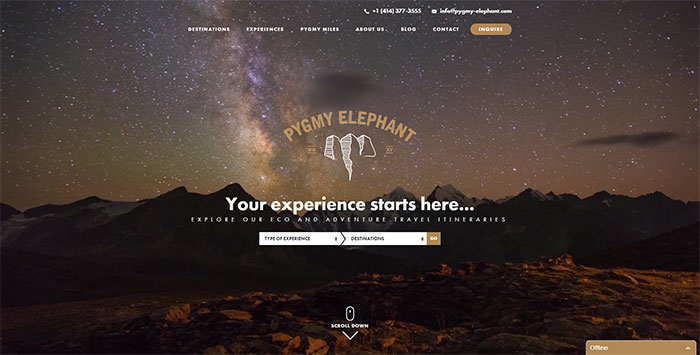 +1 (414) 377-3555 info@pygmy-elephant.com
DESTINATIONS EXPERIENCES PYGMY MILES ABOUT US BLOG CONTACT INQUIRE
PYGMY ELEPHANT
Your experience starts here...
EXPLORE OUR ECO AND ADVENTURE TRAVEL ITINERARIES
TYPE OF EXPERIENCE DESTINATIONS GO
SCROLL DOWN
Offline